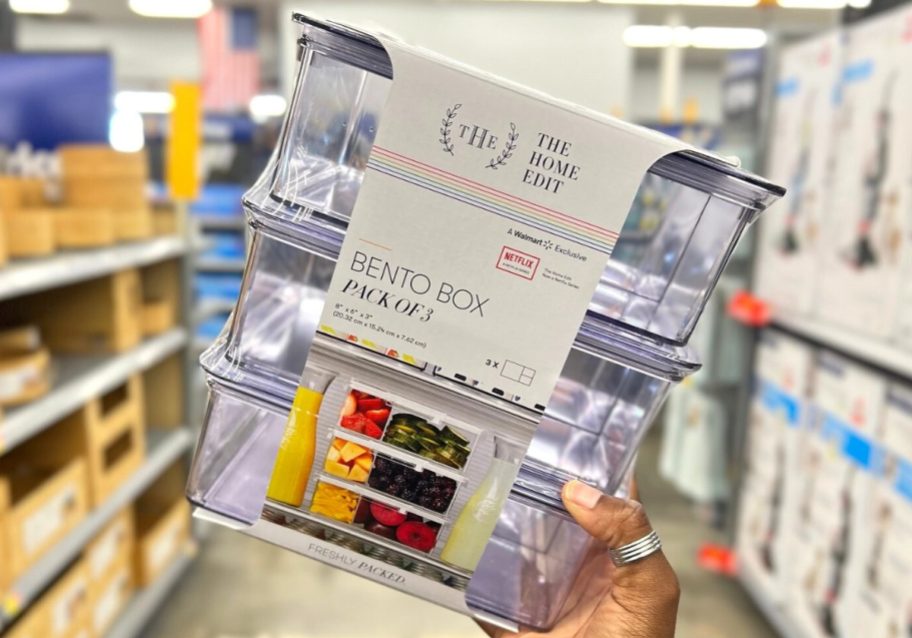 THE
THE
HOME
EDIT
A Walmart Exclusive
NETFLIX
BENTO BOX
PACK OF 3
8" x 6" x 3"
(20.32 cm x 15.24 cm x 7.62 cm)
3 X
FRESHLY PACKED.